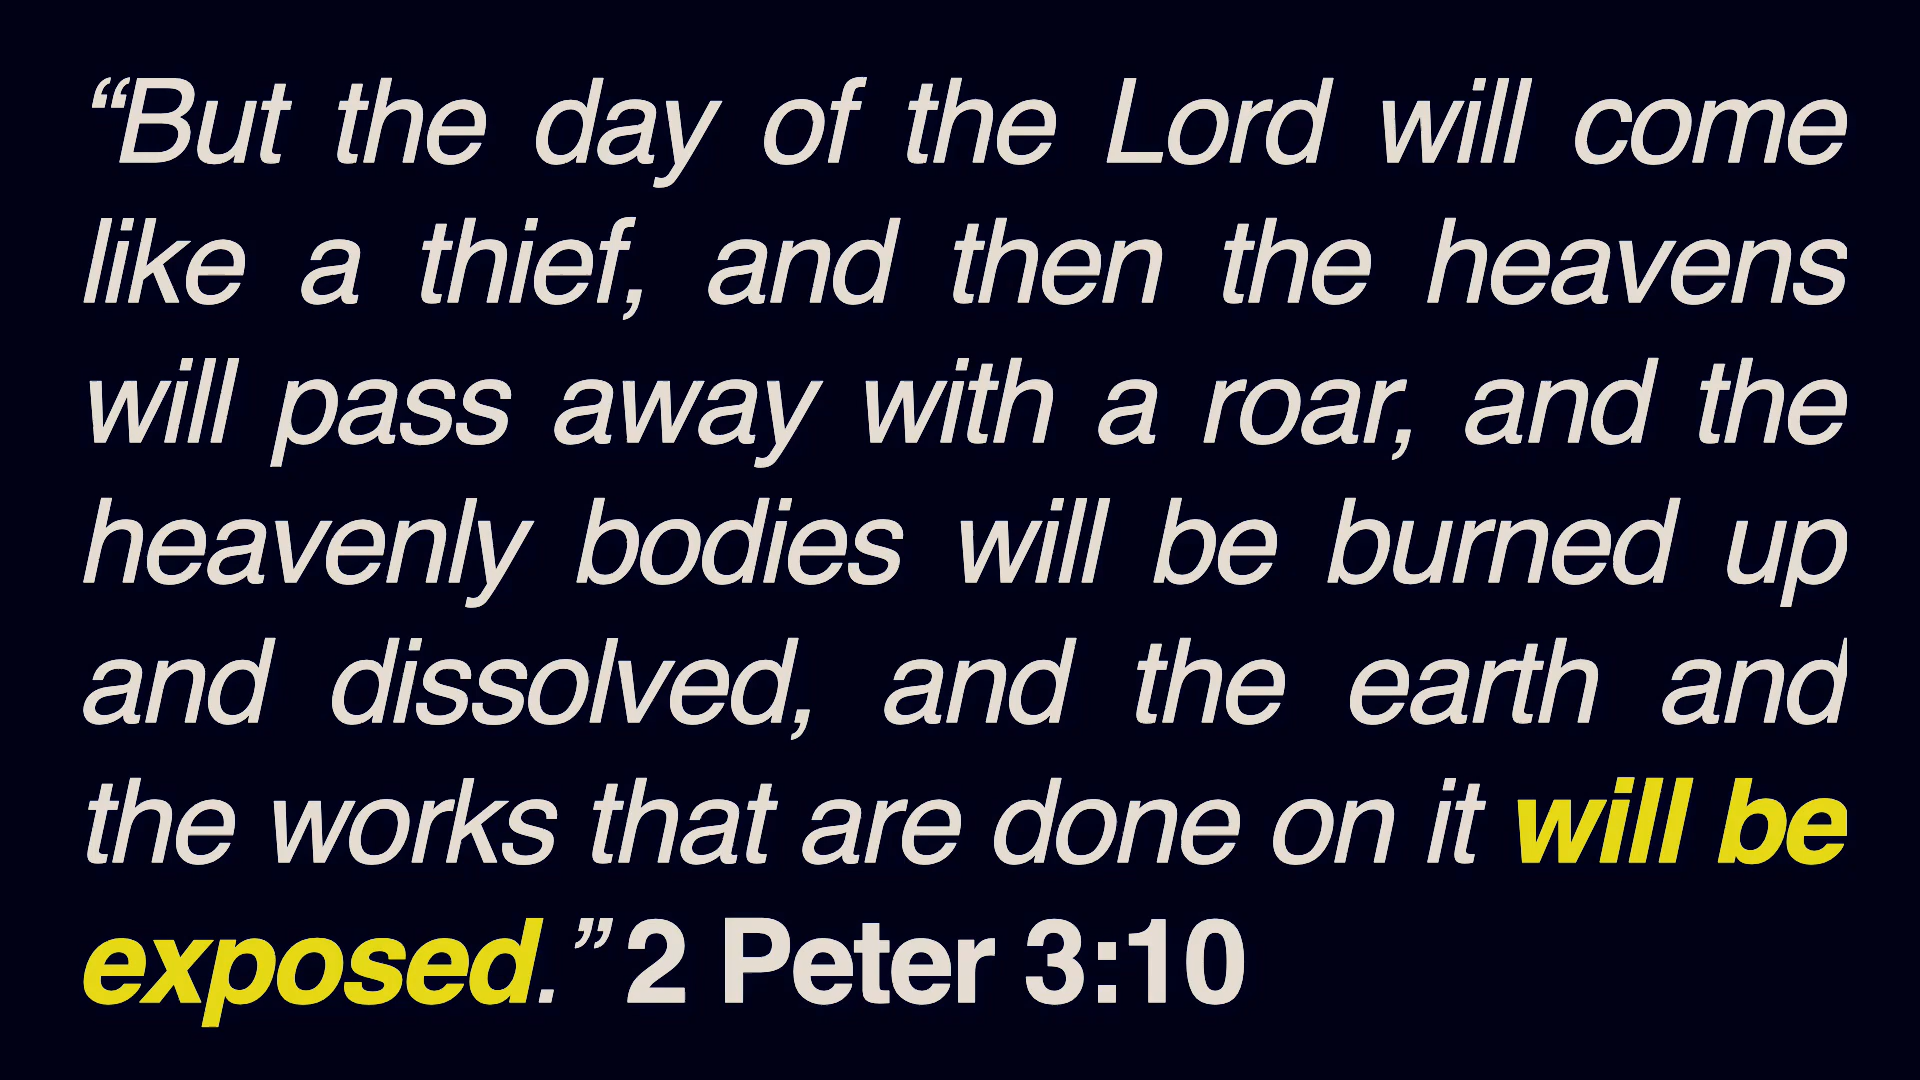 “But the day of the Lord will come
like a thief, and then the heavens
will pass away with a roar, and the
heavenly bodies will be burned up
and dissolved, and the earth and
the works that are done on it will be
exposed.” 2 Peter 3:10